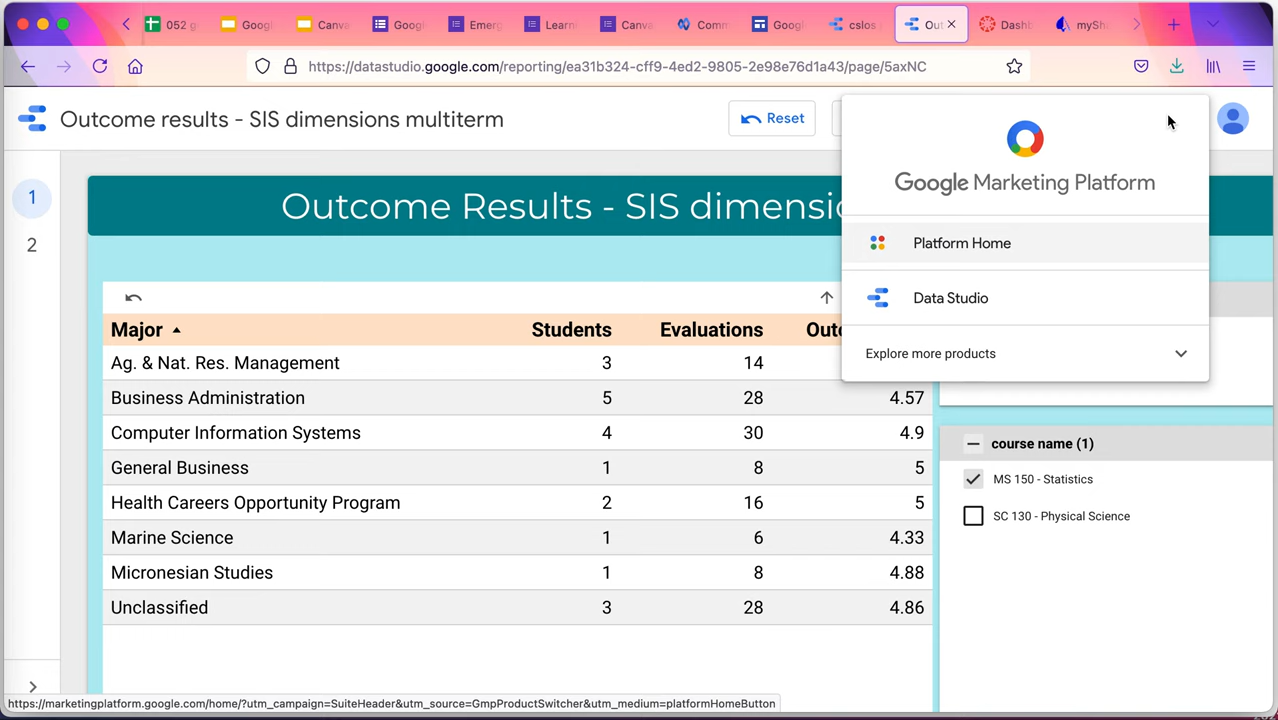 052 g
Googl
Canva
Googl
Emerg
Learn
Canva
Comm
Googl
cslos
Out
Dashb
mySha
https://datastudio.google.com/reporting/ea31b324-cff9-4ed2-9805-2e98e76d1a43/page/5axNC
Outcome results - SIS dimensions multiterm
Reset
Google Marketing Platform
Platform Home
Data Studio
Explore more products
1
2
Outcome Results - SIS dimensio
Major Students Evaluations Outc
Ag. & Nat. Res. Management 3 14
Business Administration 5 28 4.57
Computer Information Systems 4 30 4.9
General Business 1 8 5
Health Careers Opportunity Program 2 16 5
Marine Science 1 6 4.33
Micronesian Studies 1 8 4.88
Unclassified 3 28 4.86
course name (1)
MS 150 - Statistics
SC 130 - Physical Science
https://marketingplatform.google.com/home/?utm_campaign=SuiteHeader&utm_source=GmpProductSwitcher&utm_medium=platformHomeButton